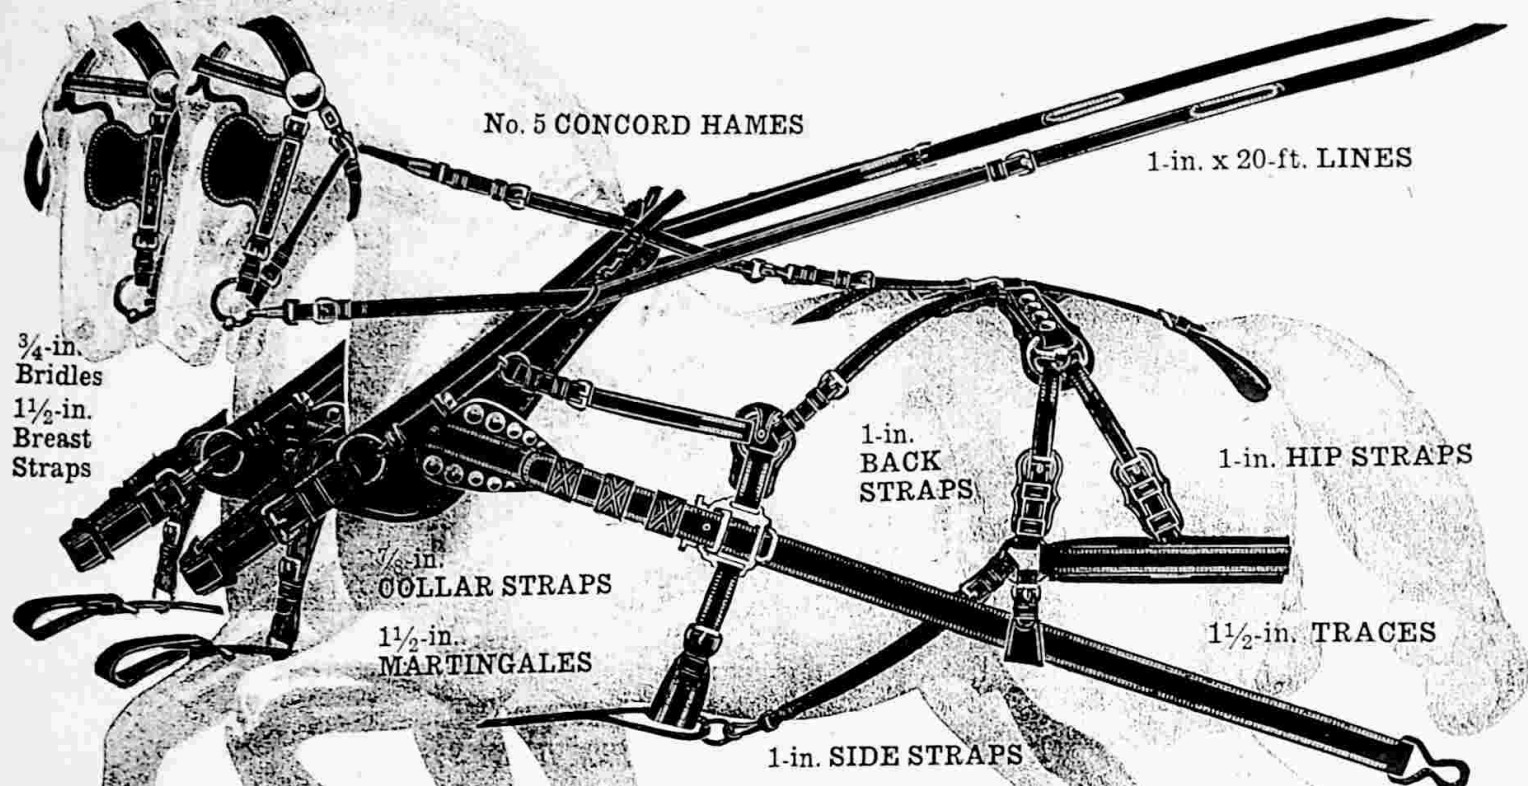 No. 5 CONCORD HAMES
1-in. x 20-ft. LINES
¾-in.
Bridles
1½-in.
Breast
Straps
1-in.
BACK
STRAPS
1-in. HIP STRAPS
⅞-in.
COLLAR STRAPS
1½-in.
MARTINGALES
1½-in. TRACES
1-in. SIDE STRAPS